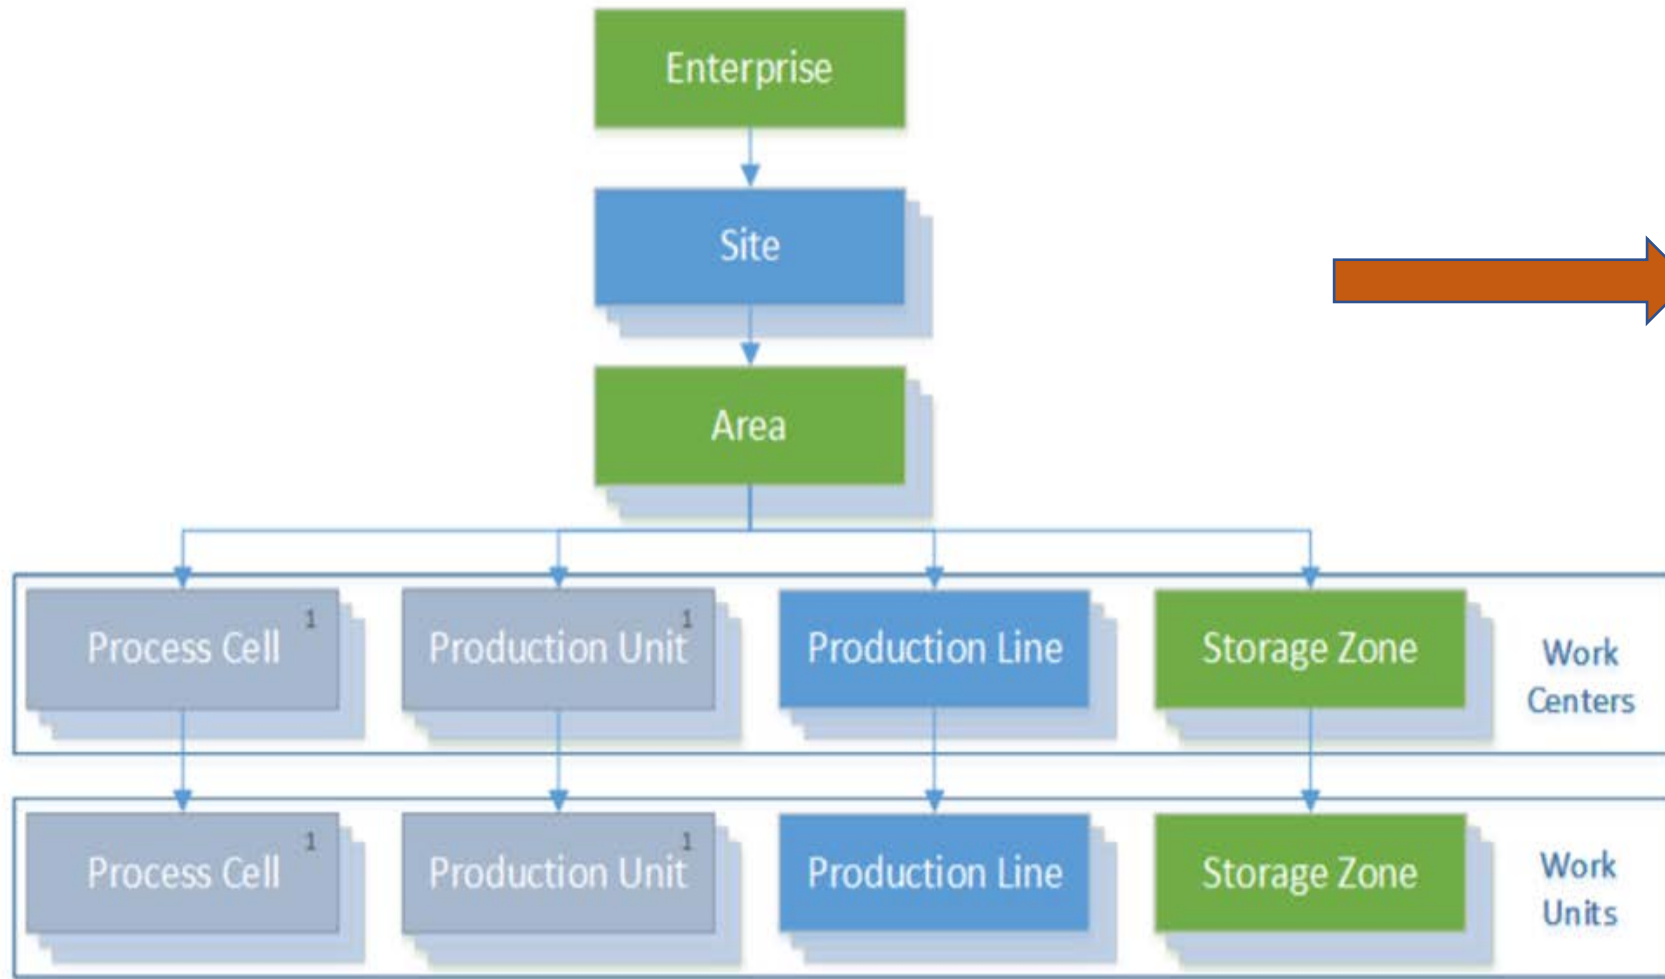 Enterprise
Site
Area
Process Cell 1
Production Unit 1
Production Line
Storage Zone
Work
Centers
Process Cell 1
Production Unit 1
Production Line
Storage Zone
Work
Units